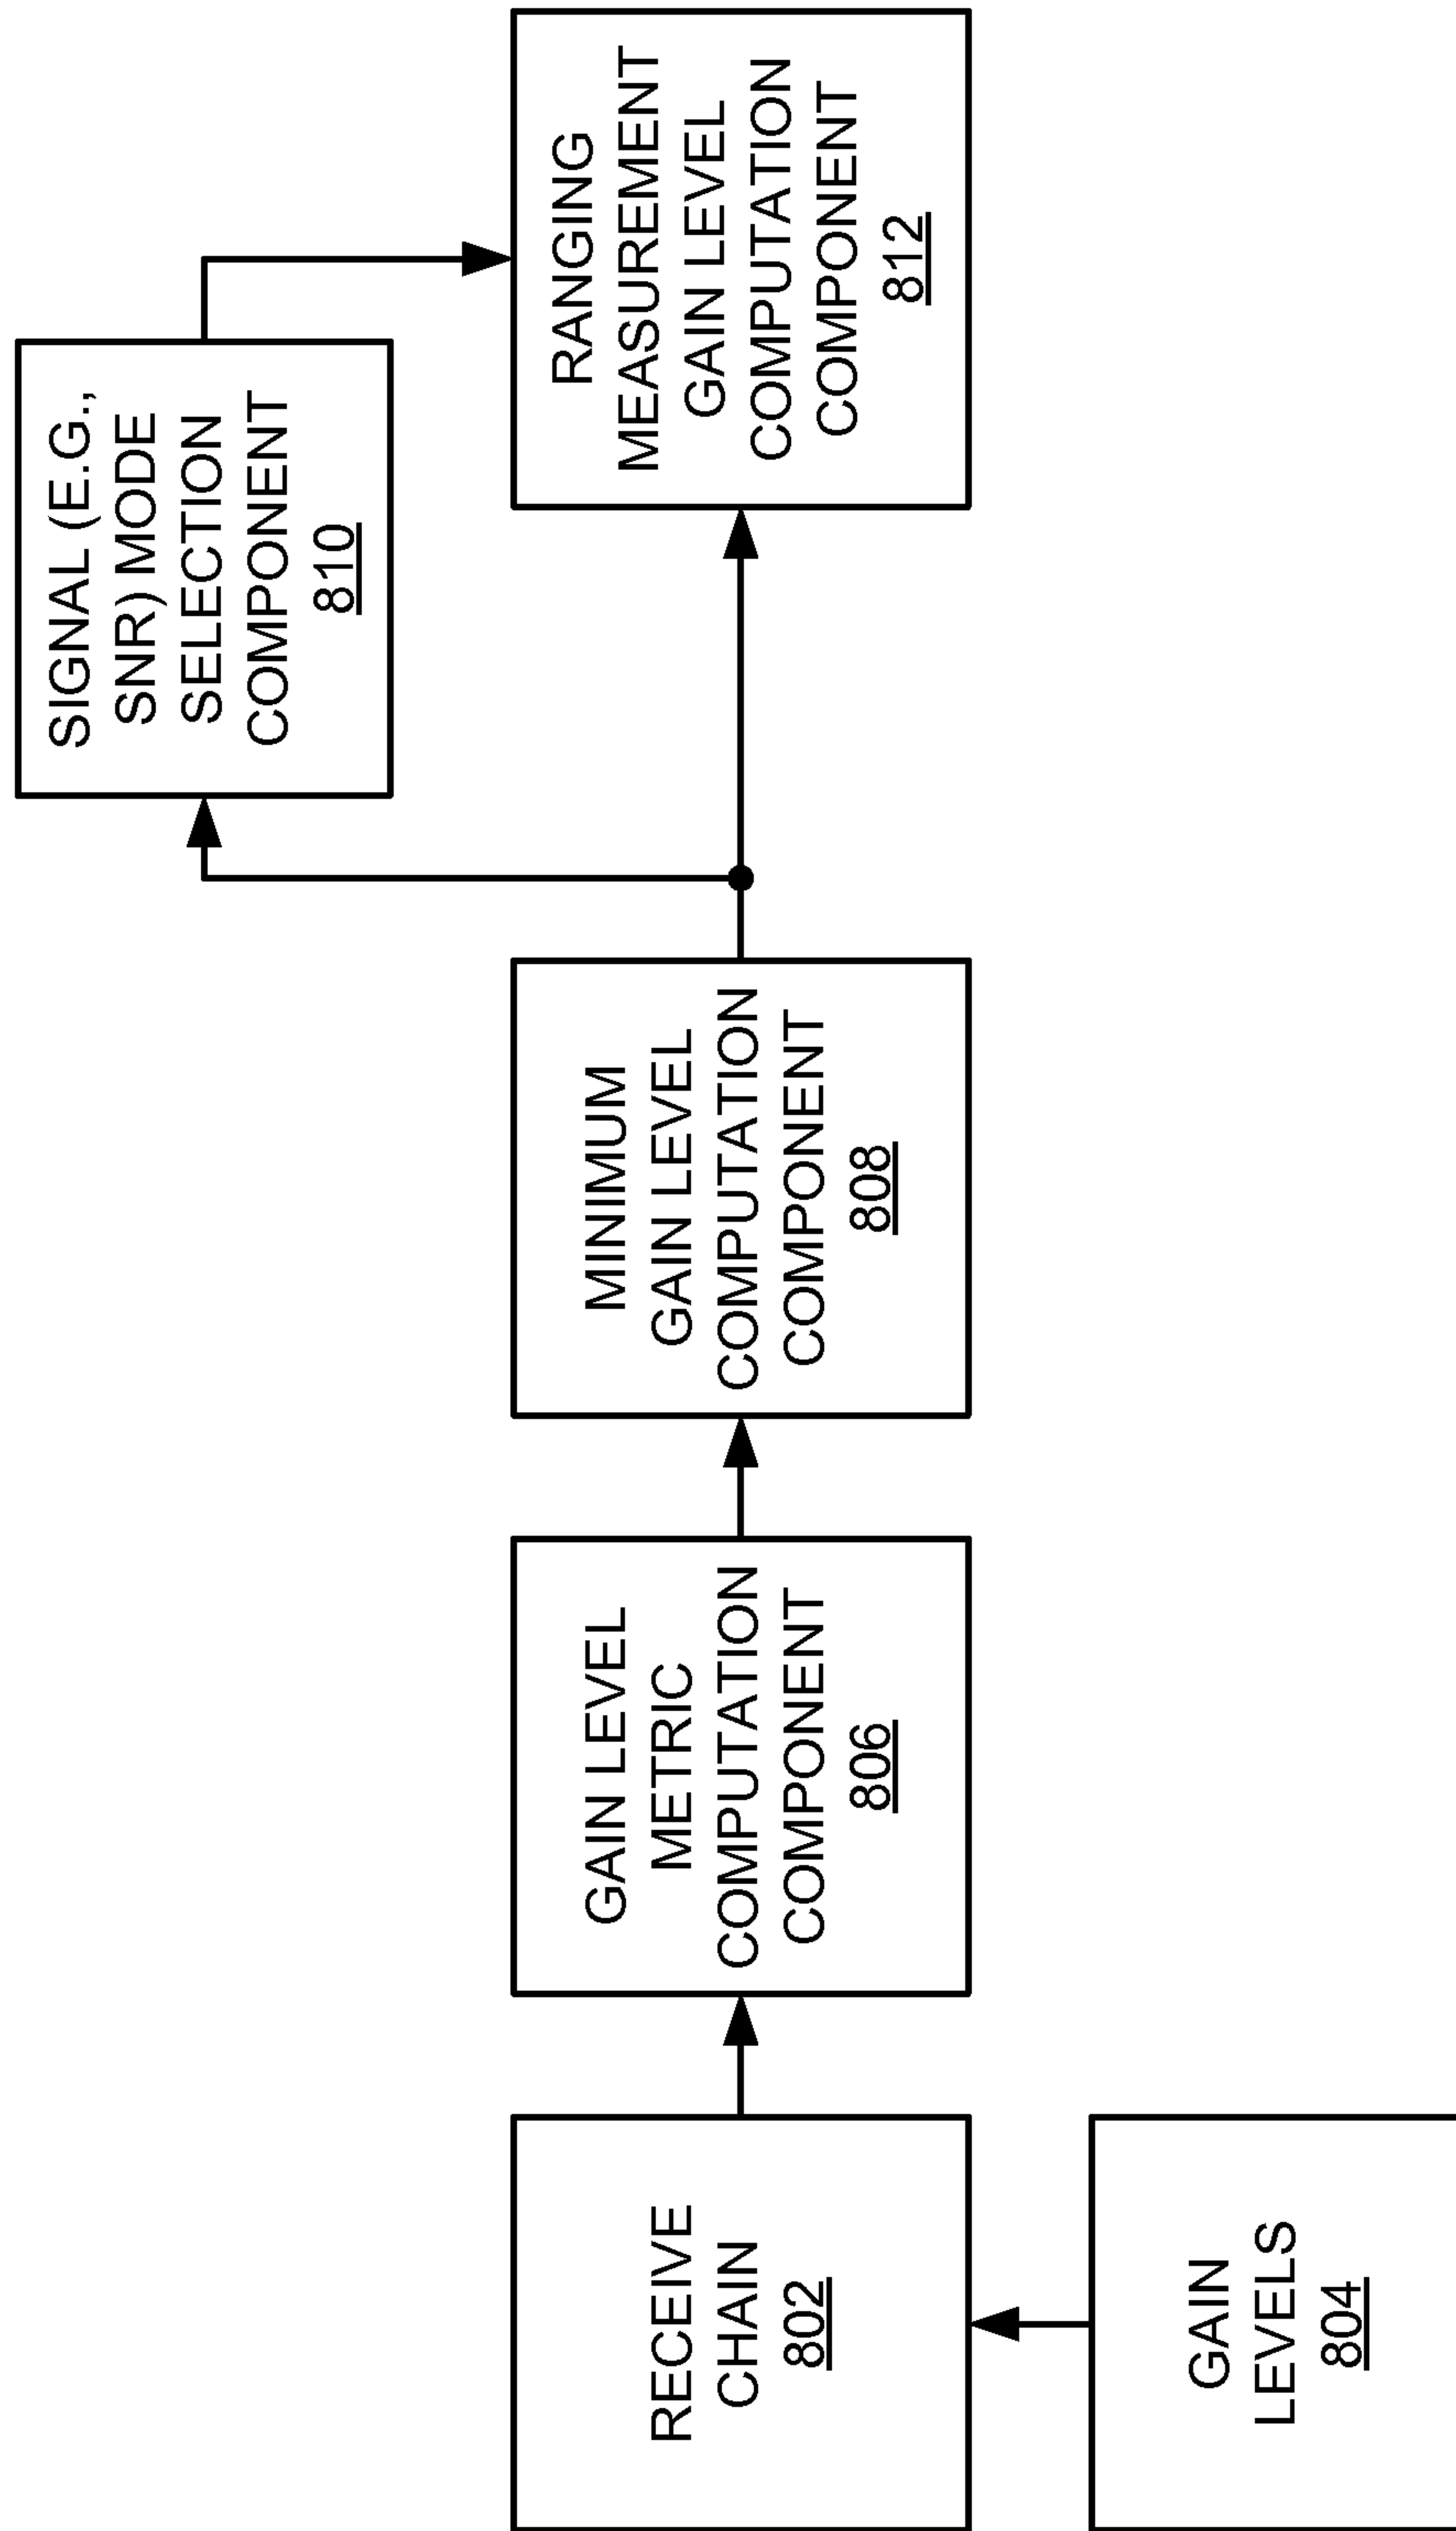 SIGNAL (E.G.,
SNR) MODE
SELECTION
COMPONENT
810
RECEIVE
CHAIN
802
GAIN LEVEL
METRIC
COMPUTATION
COMPONENT
806
MINIMUM
GAIN LEVEL
COMPUTATION
COMPONENT
808
RANGING
MEASUREMENT
GAIN LEVEL
COMPUTATION
COMPONENT
812
GAIN
LEVELS
804